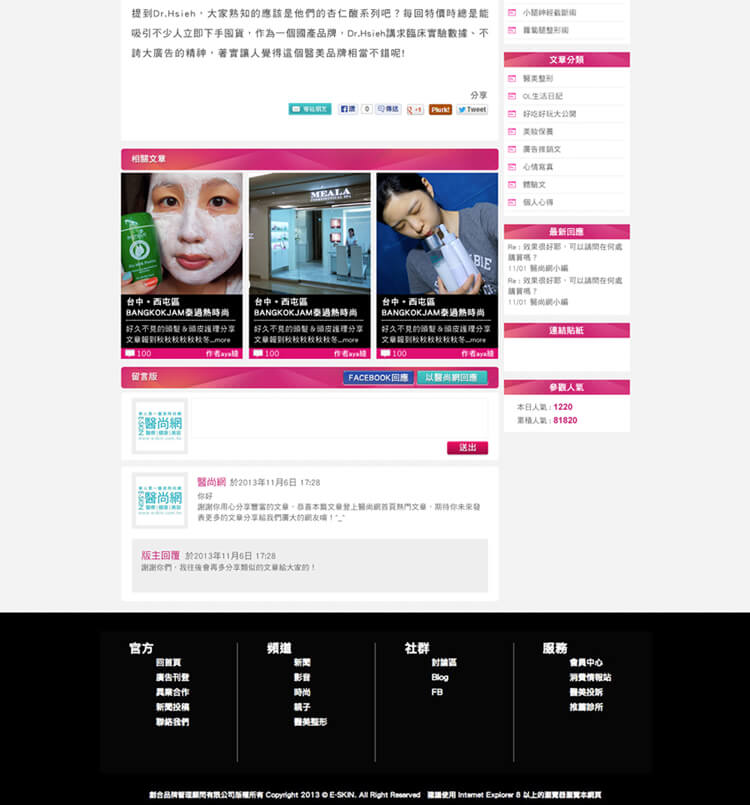 提到Dr.Hsieh，大家熟知的應該是他們的杏仁酸系列吧？每回特價時總是能
吸引不少人立即下手囤貨，作為一個國產品牌，Dr.Hsieh講求臨床實驗數據、不
誇大廣告的精神，著實讓人覺得這個醫美品牌相當不錯呢!
分享
寄給朋友 讀 0 傳送 +1 Plurk! Tweet
相關文章
MEALA
台中。西屯區
BANGKOKJAM泰過熱時尚
好久不見的頭髮&頭皮護理分享
文章報到秋秋秋秋秋秋冬...more
100 作者aya綾
台中。西屯區
BANGKOKJAM泰過熱時尚
好久不見的頭髮&頭皮護理分享
文章報到秋秋秋秋秋秋冬...more
100 作者aya綾
台中。西屯區
BANGKOKJAM泰過熱時尚
好久不見的頭髮&頭皮護理分享
文章報到秋秋秋秋秋秋冬...more
100 作者aya綾
留言版
FACEBOOK回應 以醫尚網回應
E-SKIN 醫尚網
送出
E-SKIN 醫尚網
醫尚網 於2013年11月6日 17:28
你好
謝謝你用心分享豐富的文章，恭喜本篇文章登上醫尚網首頁熱門文章，期待你未來發
表更多的文章分享給我們廣大的網友唷！^_^
版主回覆 於2013年11月6日 17:28
謝謝你們，我往後會再多分享類似的文章給大家的！
小腿神經截斷術
蘿蔔腿整形術
文章分類
醫美整形
OL生活日記
好吃好玩大公開
美妝保養
廣告推銷文
心情寫真
體驗文
個人心得
最新回應
Re : 效果很好耶，可以請問在何處
購買嗎？
11/01 醫尚網小編
Re : 效果很好耶，可以請問在何處
購買嗎？
11/01 醫尚網小編
連結貼紙
參觀人氣
本日人氣 : 1220
累積人氣 : 81820
官方
回首頁
廣告刊登
異業合作
新聞投稿
聯絡我們
頻道
新聞
影音
時尚
親子
醫美整形
社群
討論區
Blog
FB
服務
會員中心
消費情報站
醫美投訴
推薦診所
創合品牌管理顧問有限公司版權所有 Copyright 2013 © E-SKIN. All Right Reserved 建議使用 Internet Explorer 8 以上的瀏覽器瀏覽本網頁